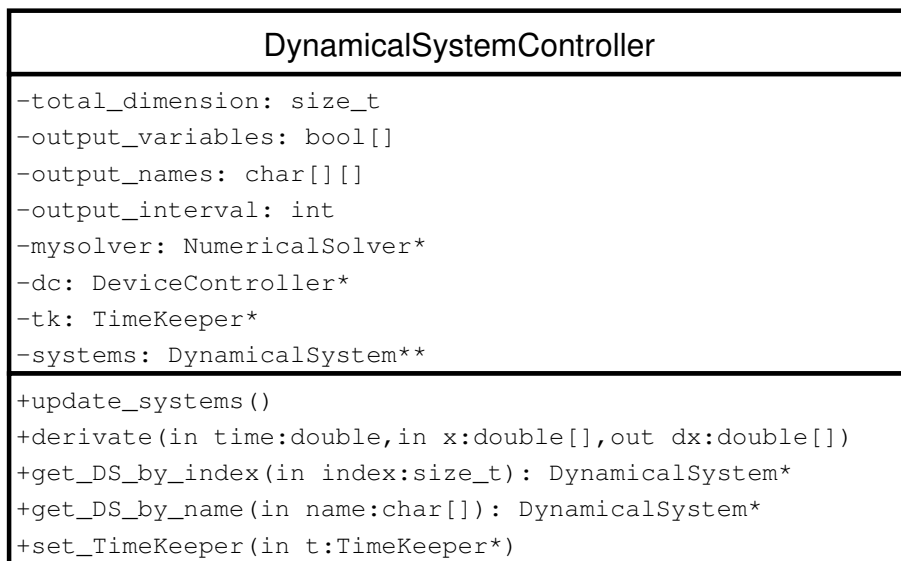 DynamicalSystemController
-total_dimension: size_t
-output_variables: bool[]
-output_names: char[][]
-output_interval: int
-mysolver: NumericalSolver*
-dc: DeviceController*
-tk: TimeKeeper*
-systems: DynamicalSystem**
+update_systems()
+derivate(in time:double,in x:double[],out dx:double[])
+get_DS_by_index(in index:size_t): DynamicalSystem*
+get_DS_by_name(in name:char[]): DynamicalSystem*
+set_TimeKeeper(in t:TimeKeeper*)